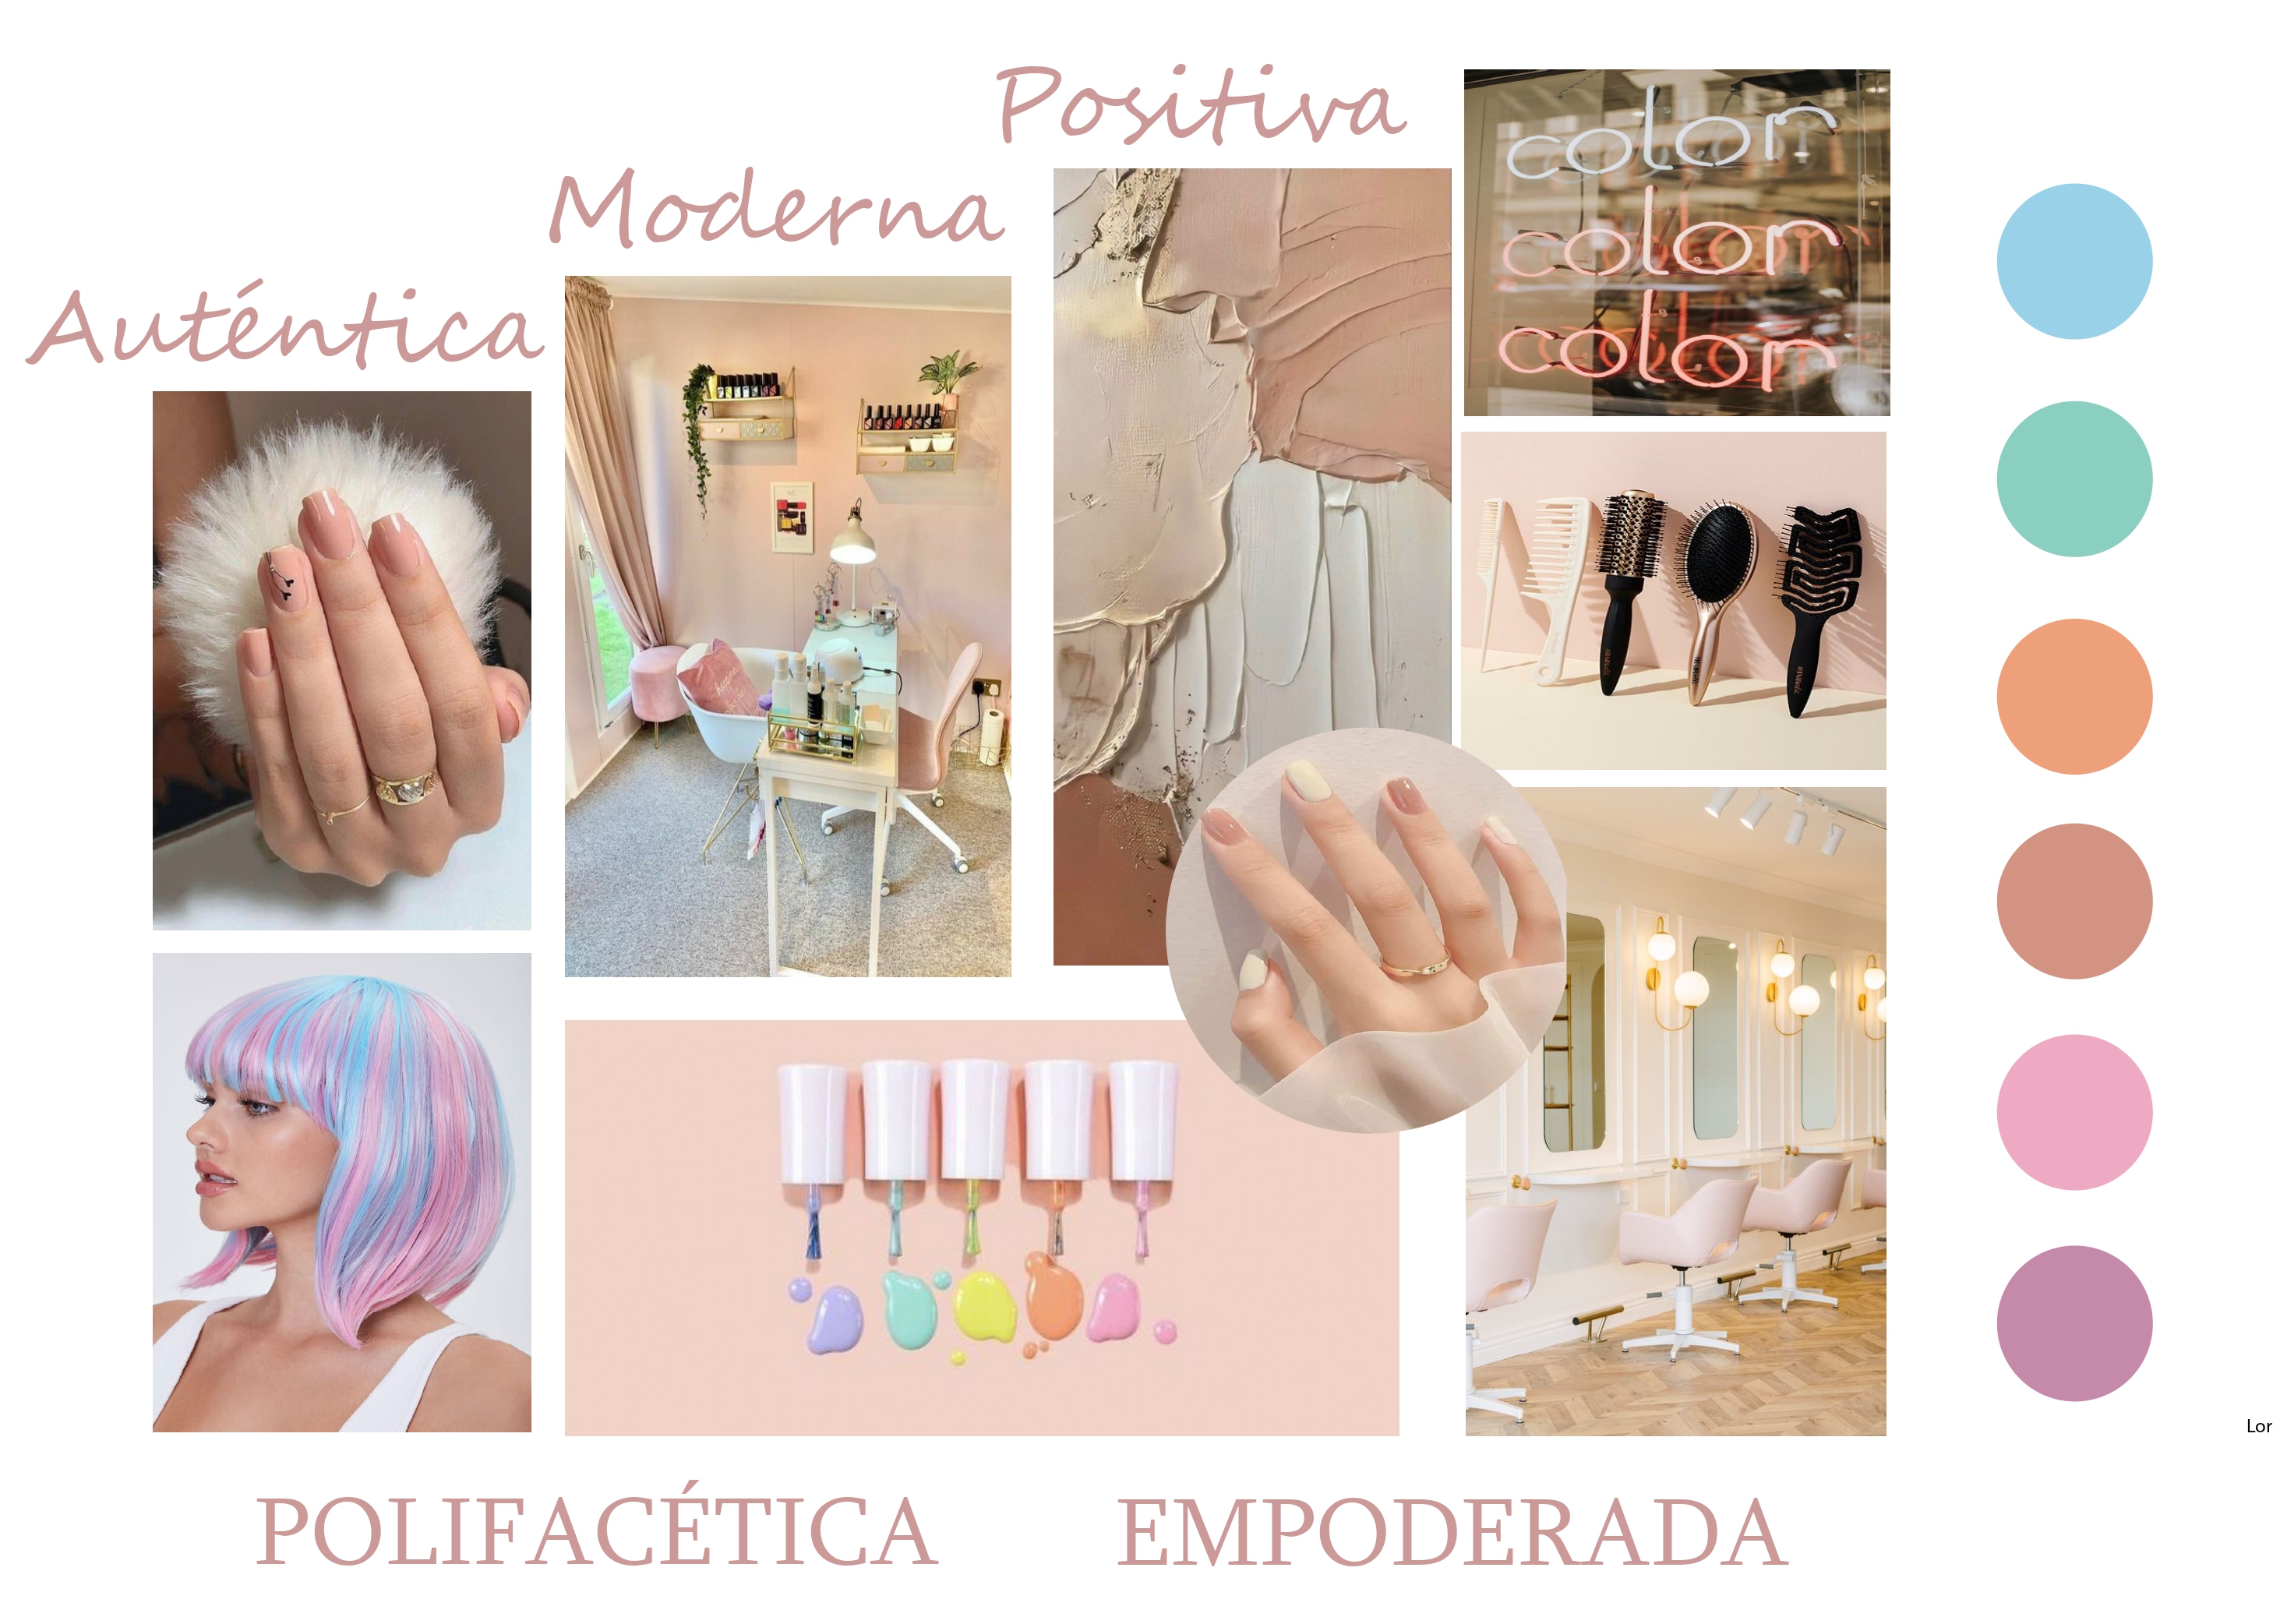 Positiva
Moderna
Auténtica
color
color
color
Lor
POLIFACÉTICA
EMPODERADA